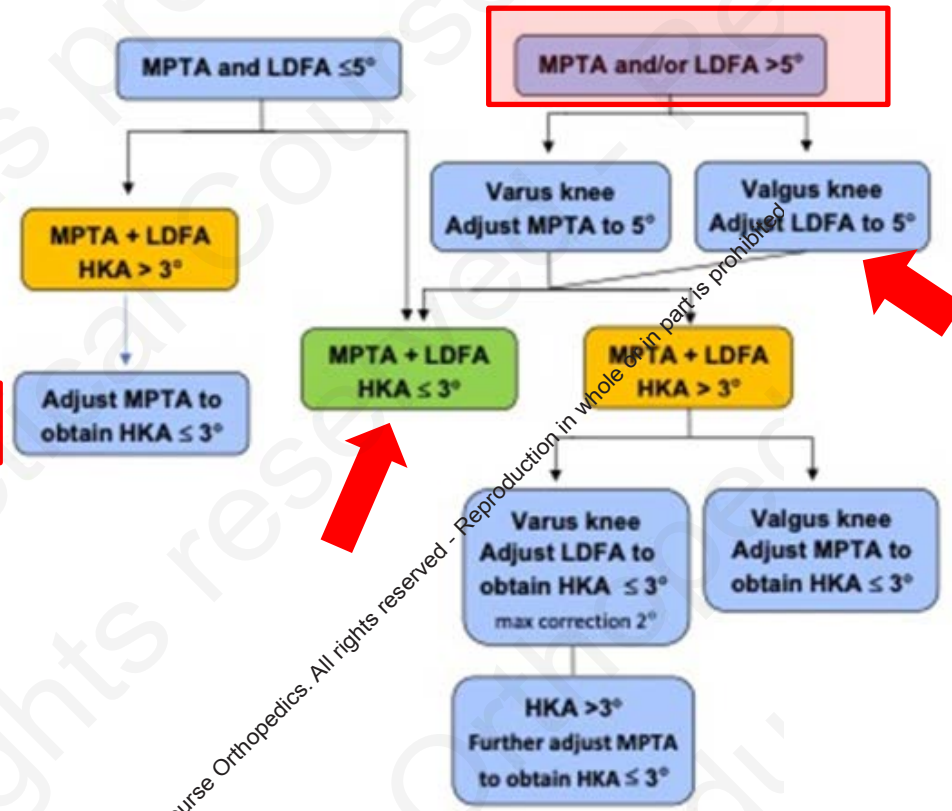 MPTA and LDFA ≤5°
MPTA and/or LDFA >5°
Varus knee
Adjust MPTA to 5°
Valgus knee
Adjust LDFA to 5°
MPTA + LDFA
HKA > 3°
MPTA + LDFA
HKA ≤ 3°
MPTA + LDFA
HKA > 3°
Adjust MPTA to
obtain HKA ≤ 3°
Varus knee
Adjust LDFA to
obtain HKA ≤ 3°
max correction 2°
Valgus knee
Adjust MPTA to
obtain HKA ≤ 3°
HKA >3°
Further adjust MPTA
to obtain HKA ≤ 3°
Orthopedics. All rights reserved - Reproduction in whole or in part is prohibited